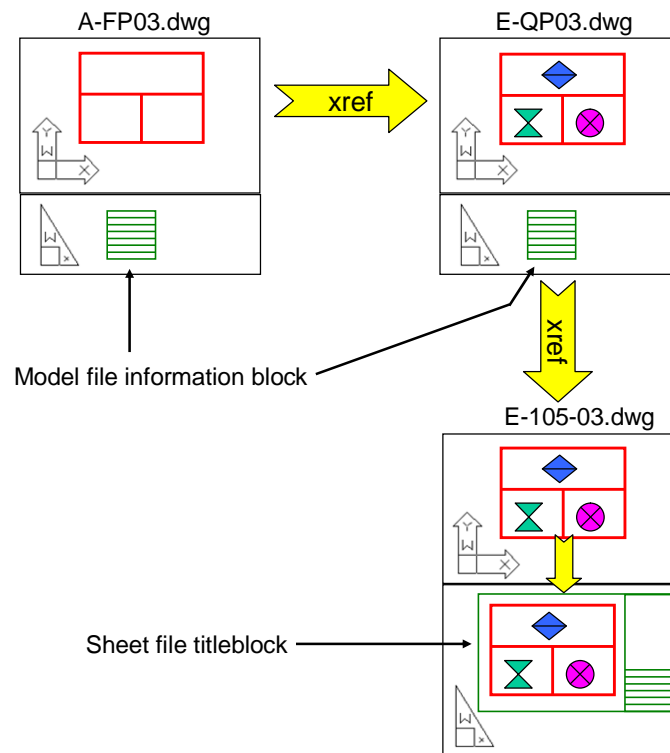 A-FP03.dwg
E-QP03.dwg
xref
Y
W
X
Y
W
X
W
x
W
x
xref
Model file information block
E-105-03.dwg
Y
W
X
Sheet file titleblock
W
x